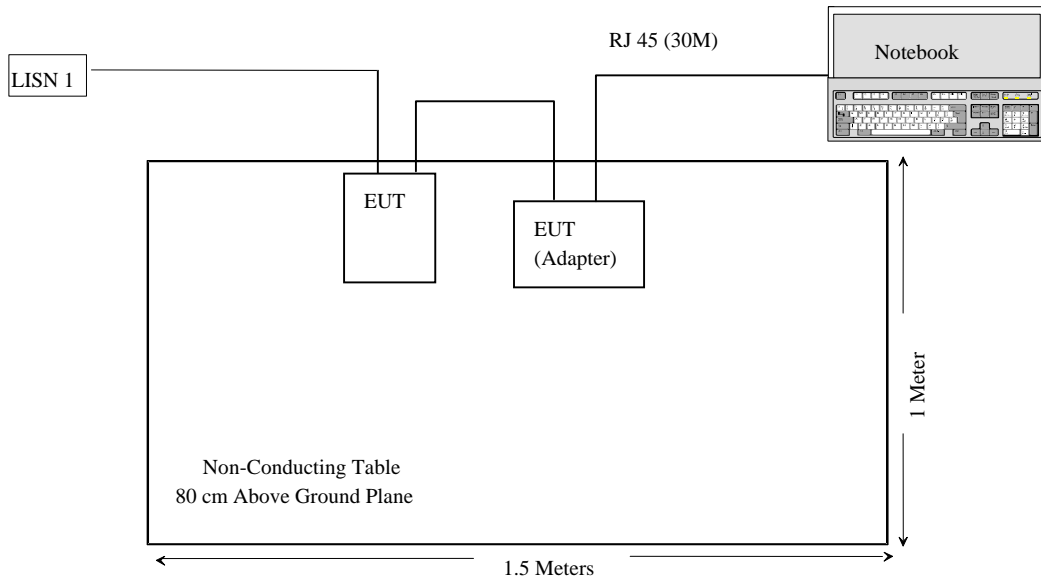 RJ 45 (30M)
Notebook
LISN 1
EUT
EUT
(Adapter)
1 Meter
Non-Conducting Table
80 cm Above Ground Plane
1.5 Meters